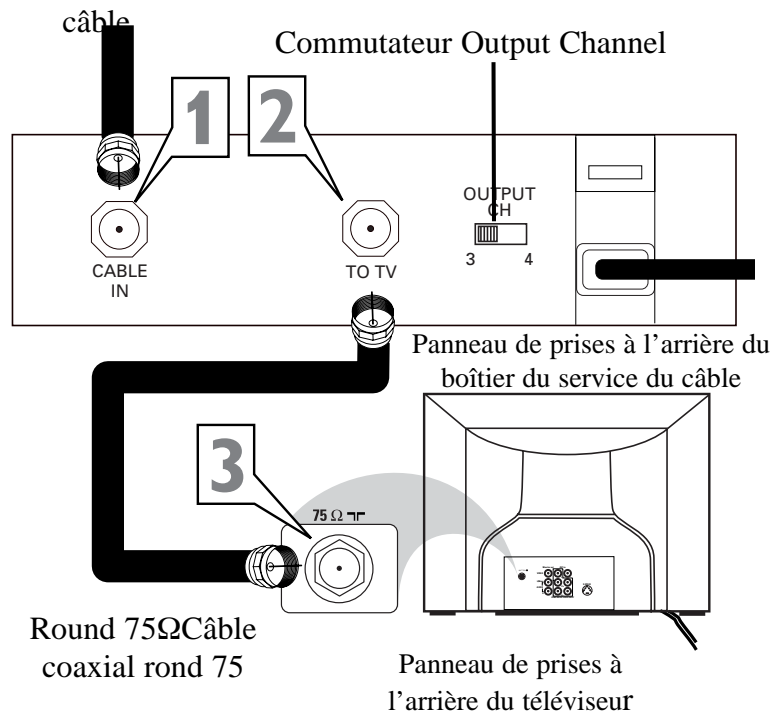 câble
Commutateur Output Channel
1
2
OUTPUT
CH
3 4
CABLE
IN
TO TV
Panneau de prises à l’arrière du
boîtier du service du câble
3
75 Ω
Round 75ΩCâble
coaxial rond 75
Panneau de prises à
l’arrière du téléviseur